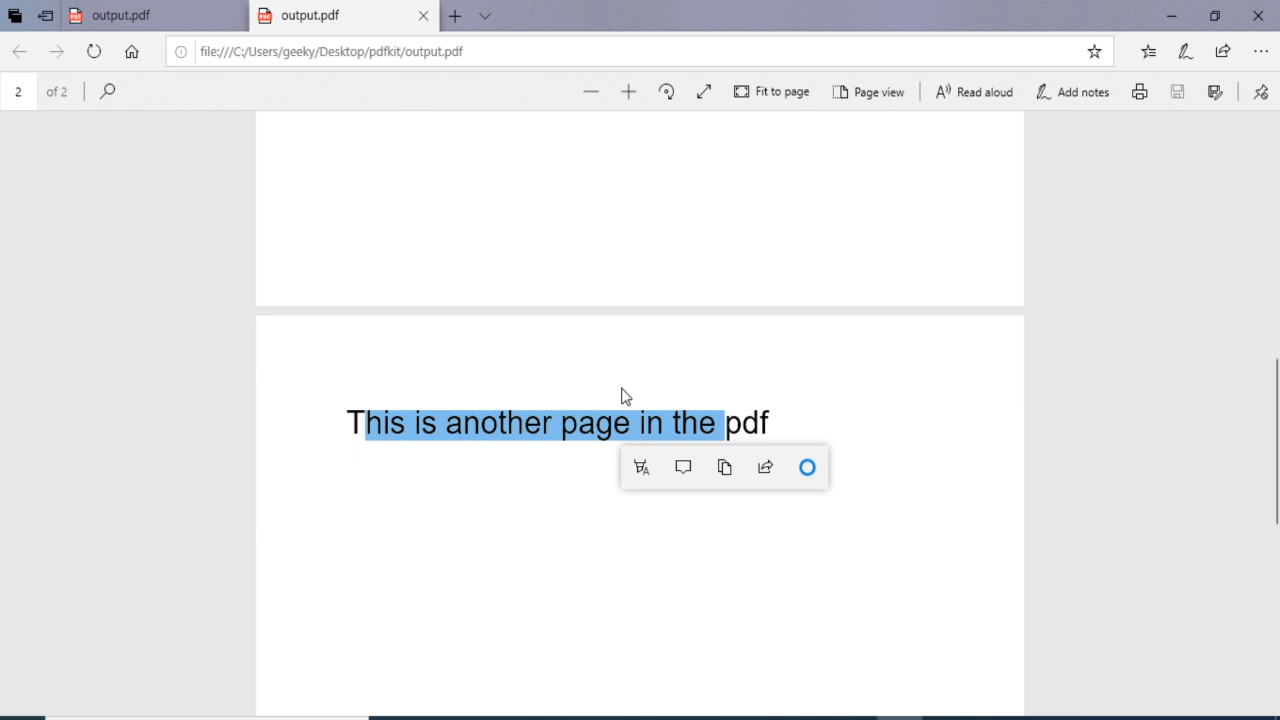 output.pdf
output.pdf
file:///C:/Users/geeky/Desktop/pdfkit/output.pdf
2 of 2 Fit to page Page view Read aloud Add notes
This is another page in the pdf